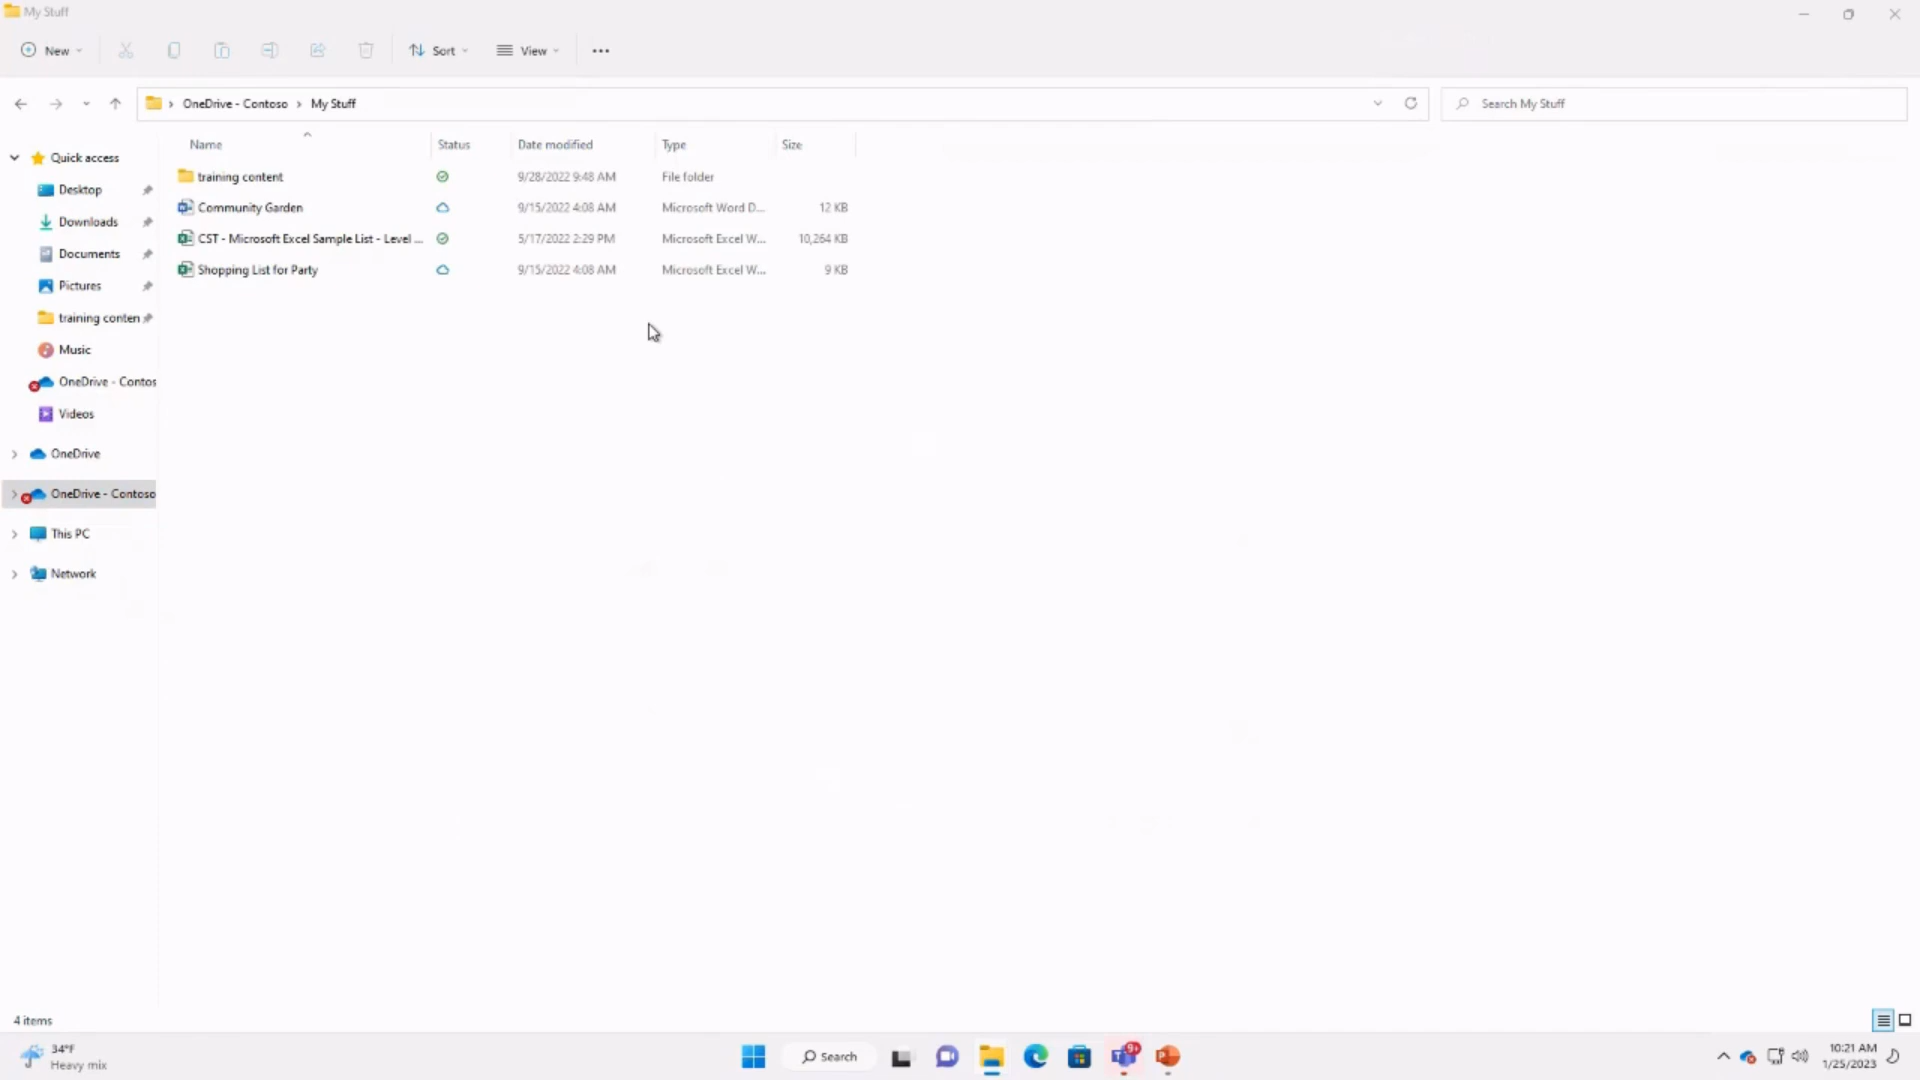 My Stuff
New
Sort
View
OneDrive - Contoso
My Stuff
Search My Stuff
Name
Status
Date modified
Type
Size
Quick access
Desktop
Downloads
Documents
Pictures
training conten
Music
OneDrive - Contos
Videos
OneDrive
OneDrive - Contoso
This PC
Network
training content 9/28/2022 9:48 AM File folder
Community Garden 9/15/2022 4:08 AM Microsoft Word D... 12 KB
CST - Microsoft Excel Sample List - Level ... 5/17/2022 2:29 PM Microsoft Excel W... 10,264 KB
Shopping List for Party 9/15/2022 4:08 AM Microsoft Excel W... 9 KB
4 items
34°F
Heavy mix
Search
9+
10:21 AM
1/25/2023